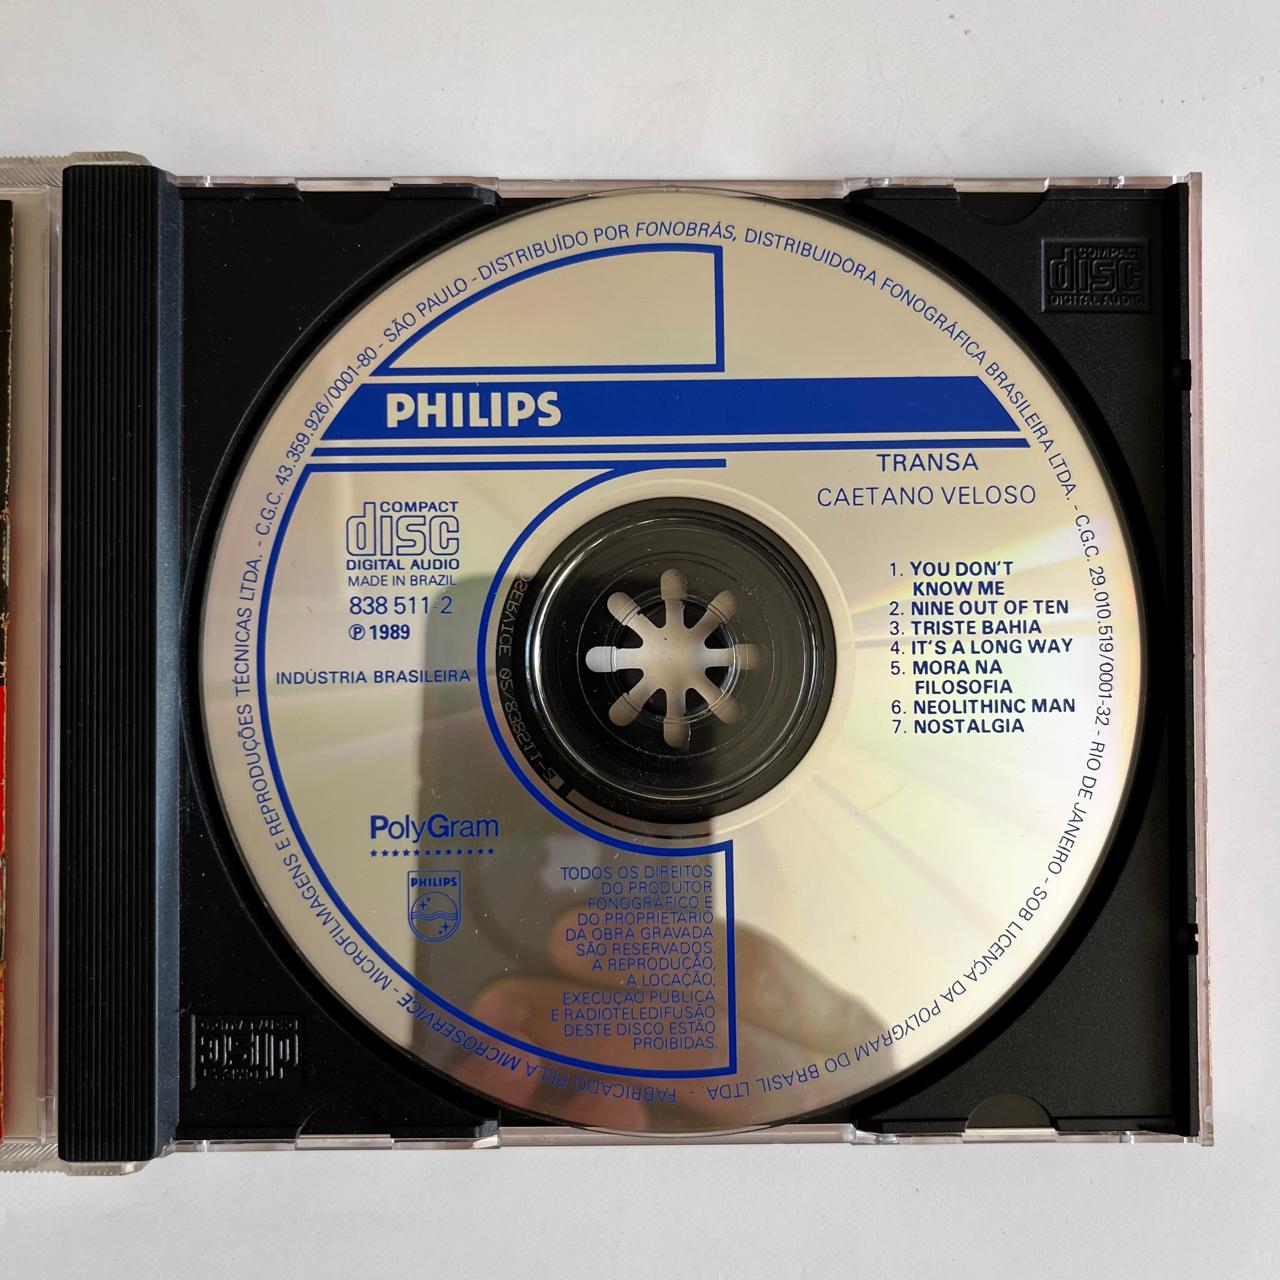 FABRICADO PELA MICROSERVICE - MICROFILMAGENS E REPRODUÇÕES TÉCNICAS LTDA. - C.G.C. 43.359.926/0001-80 - SÃO PAULO - DISTRIBUÍDO POR FONOBRÁS, DISTRIBUIDORA FONOGRÁFICA BRASILEIRA LTDA. - C.G.C. 29.010.519/0001-32 - RIO DE JANEIRO - SOB LICENÇA DA POLYGRAM DO BRASIL LTDA. -
COMPACT
disc
DIGITAL AUDIO
PHILIPS
TRANSA
CAETANO VELOSO
COMPACT
disc
DIGITAL AUDIO
MADE IN BRAZIL
838 511-2
℗ 1989
INDÚSTRIA BRASILEIRA
1. YOU DON'T
KNOW ME
2. NINE OUT OF TEN
3. TRISTE BAHIA
4. IT'S A LONG WAY
5. MORA NA
FILOSOFIA
6. NEOLITHINC MAN
7. NOSTALGIA
PolyGram
PHILIPS
TODOS OS DIREITOS
DO PRODUTOR
FONOGRÁFICO E
DO PROPRIETÁRIO
DA OBRA GRAVADA
SÃO RESERVADOS.
A REPRODUÇÃO,
A LOCAÇÃO,
EXECUÇÃO PÚBLICA
E RADIOTELEDIFUSÃO
DESTE DISCO ESTÃO
PROIBIDAS.
COMPACT
disc
DIGITAL AUDIO